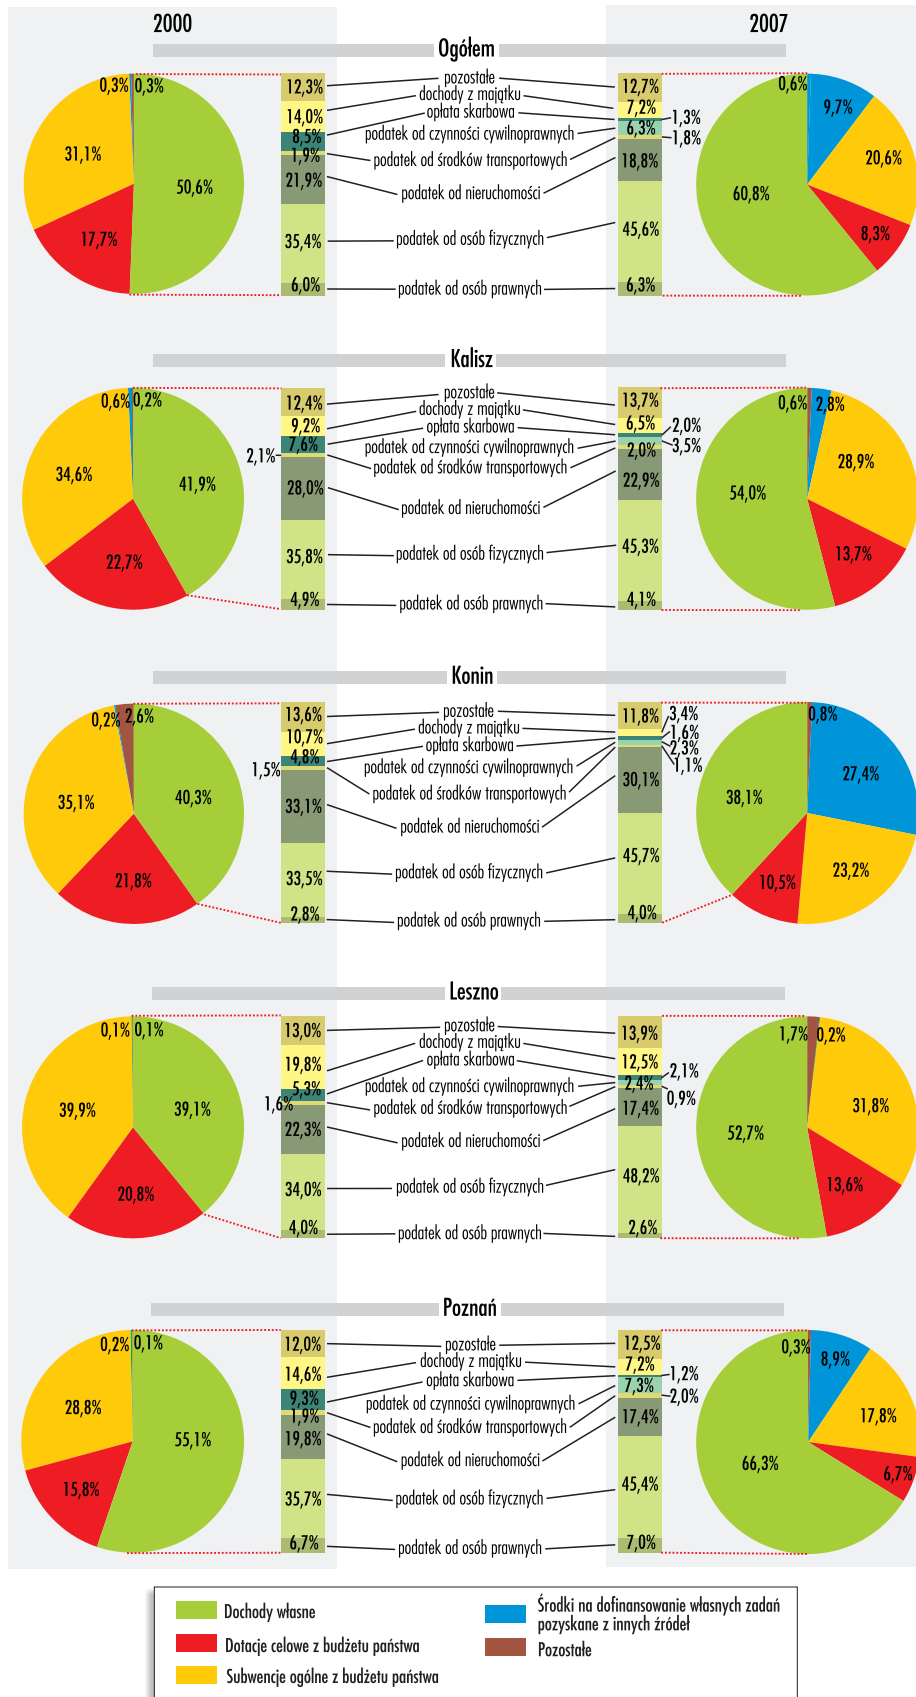 2000
2007
Ogółem
0,3%
0,3%
31,1%
50,6%
17,7%
12,3%
14,0%
8,5%
1,9%
21,9%
35,4%
6,0%
pozostałe
dochody z majątku
opłata skarbowa
podatek od czynności cywilnoprawnych
podatek od środków transportowych
podatek od nieruchomości
podatek od osób fizycznych
podatek od osób prawnych
12,7%
7,2%
1,3%
6,3%
1,8%
18,8%
45,6%
6,3%
0,6%
9,7%
20,6%
60,8%
8,3%
Kalisz
0,6%
0,2%
34,6%
41,9%
22,7%
12,4%
9,2%
7,6%
2,1%
28,0%
35,8%
4,9%
pozostałe
dochody z majątku
opłata skarbowa
podatek od czynności cywilnoprawnych
podatek od środków transportowych
podatek od nieruchomości
podatek od osób fizycznych
podatek od osób prawnych
13,7%
6,5%
2,0%
3,5%
2,0%
22,9%
45,3%
4,1%
0,6%
2,8%
28,9%
54,0%
13,7%
Konin
0,2%
2,6%
35,1%
40,3%
21,8%
13,6%
10,7%
4,8%
1,5%
33,1%
33,5%
2,8%
pozostałe
dochody z majątku
opłata skarbowa
podatek od czynności cywilnoprawnych
podatek od środków transportowych
podatek od nieruchomości
podatek od osób fizycznych
podatek od osób prawnych
11,8%
3,4%
1,6%
2,3%
1,1%
30,1%
45,7%
4,0%
0,8%
27,4%
38,1%
23,2%
10,5%
Leszno
0,1%
0,1%
39,9%
39,1%
20,8%
13,0%
19,8%
5,3%
1,6%
22,3%
34,0%
4,0%
pozostałe
dochody z majątku
opłata skarbowa
podatek od czynności cywilnoprawnych
podatek od środków transportowych
podatek od nieruchomości
podatek od osób fizycznych
podatek od osób prawnych
13,9%
12,5%
2,1%
2,4%
0,9%
17,4%
48,2%
2,6%
1,7%
0,2%
31,8%
52,7%
13,6%
Poznań
0,2%
0,1%
28,8%
55,1%
15,8%
12,0%
14,6%
9,3%
1,9%
19,8%
35,7%
6,7%
pozostałe
dochody z majątku
opłata skarbowa
podatek od czynności cywilnoprawnych
podatek od środków transportowych
podatek od nieruchomości
podatek od osób fizycznych
podatek od osób prawnych
12,5%
7,2%
1,2%
7,3%
2,0%
17,4%
45,4%
7,0%
0,3%
8,9%
17,8%
66,3%
6,7%
Dochody własne
Dotacje celowe z budżetu państwa
Subwencje ogólne z budżetu państwa
Środki na dofinansowanie własnych zadań
pozyskane z innych źródeł
Pozostałe